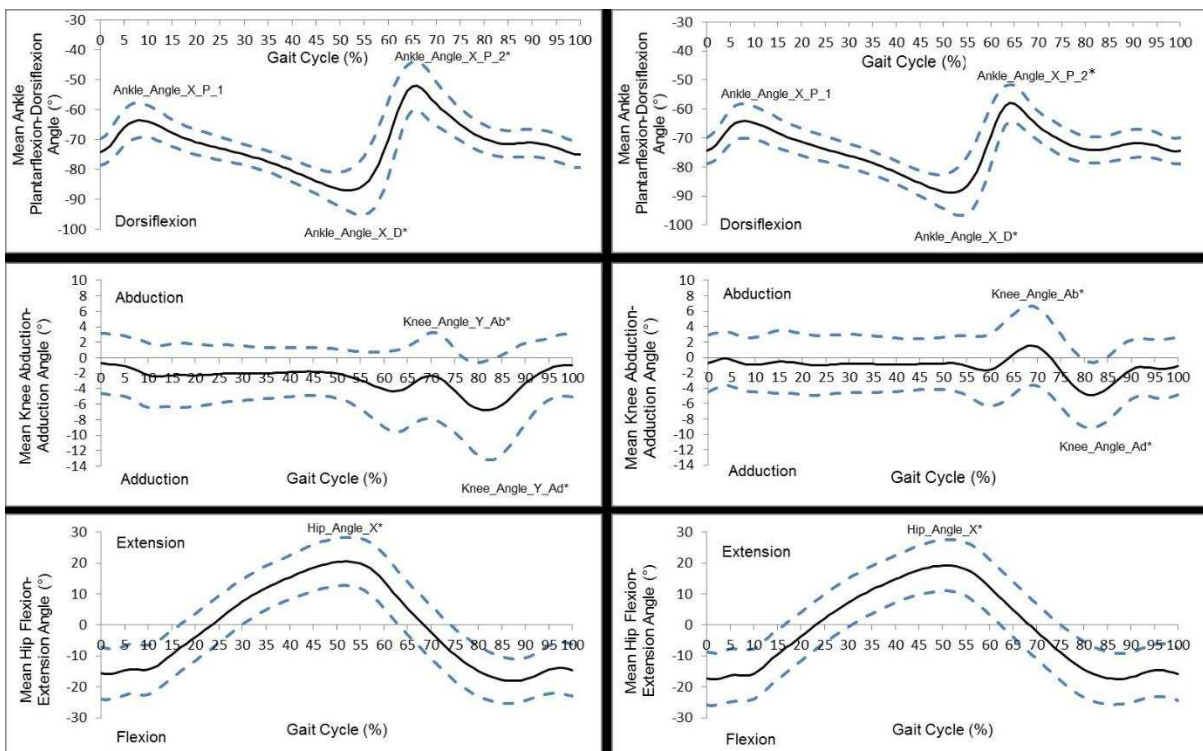 Mean Ankle
Plantarflexion-Dorsiflexion
Angle (°)
-30
-40
-50
-60
-70
-80
-90
-100
0 5 10 15 20 25 30 35 40 45 50 55 60 65 70 75 80 85 90 95 100
Gait Cycle (%)
Ankle_Angle_X_P_2*
Ankle_Angle_X_P_1
Dorsiflexion
Ankle_Angle_X_D*
Mean Ankle
Plantarflexion-Dorsiflexion
Angle (°)
-30
-40
-50
-60
-70
-80
-90
-100
0 5 10 15 20 25 30 35 40 45 50 55 60 65 70 75 80 85 90 95 100
Gait Cycle (%)
Ankle_Angle_X_P_2*
Ankle_Angle_X_P_1
Dorsiflexion
Ankle_Angle_X_D*
Mean Knee Abduction-
Adduction Angle (°)
10
8
6
4
2
0
-2
-4
-6
-8
-10
-12
-14
Abduction
Knee_Angle_Y_Ab*
0 5 10 15 20 25 30 35 40 45 50 55 60 65 70 75 80 85 90 95 100
Adduction
Gait Cycle (%)
Knee_Angle_Y_Ad*
Mean Knee Abduction-
Adduction Angle (°)
10
8
6
4
2
0
-2
-4
-6
-8
-10
-12
-14
Abduction
Knee_Angle_Ab*
0 5 10 15 20 25 30 35 40 45 50 55 60 65 70 75 80 85 90 95 100
Knee_Angle_Ad*
Adduction
Gait Cycle (%)
Mean Hip Flexion-
Extension Angle (°)
30
20
10
0
-10
-20
-30
Hip_Angle_X*
Extension
0 5 10 15 20 25 30 35 40 45 50 55 60 65 70 75 80 85 90 95 100
Gait Cycle (%)
Flexion
Mean Hip Flexion-
Extension Angle (°)
30
20
10
0
-10
-20
-30
Hip_Angle_X*
Extension
0 5 10 15 20 25 30 35 40 45 50 55 60 65 70 75 80 85 90 95 100
Gait Cycle (%)
Flexion